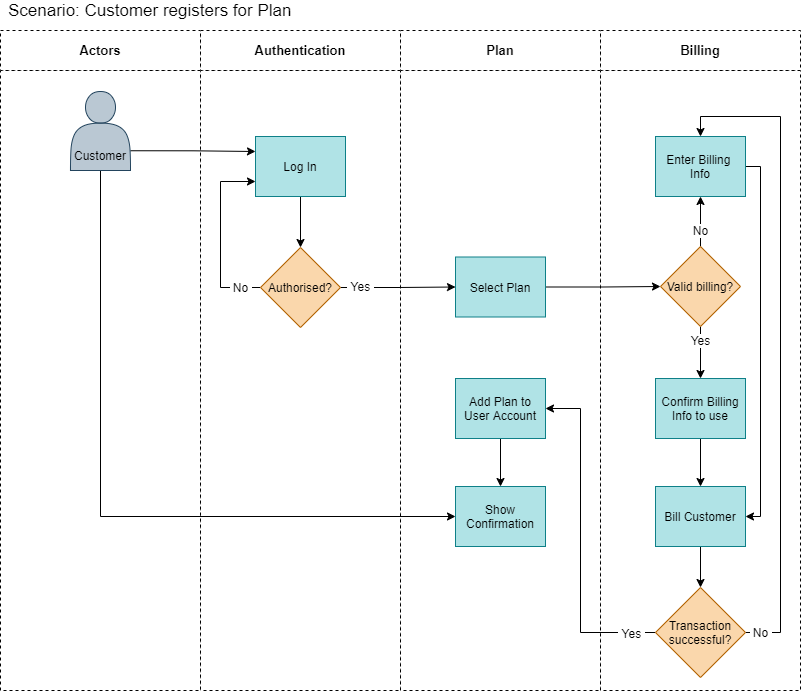 Scenario: Customer registers for Plan
Actors
Authentication
Plan
Billing
Customer
Log In
Enter Billing
Info
No
No
Authorised?
Yes
Select Plan
Valid billing?
Yes
Add Plan to
User Account
Confirm Billing
Info to use
Show
Confirmation
Bill Customer
Yes
Transaction
successful?
No